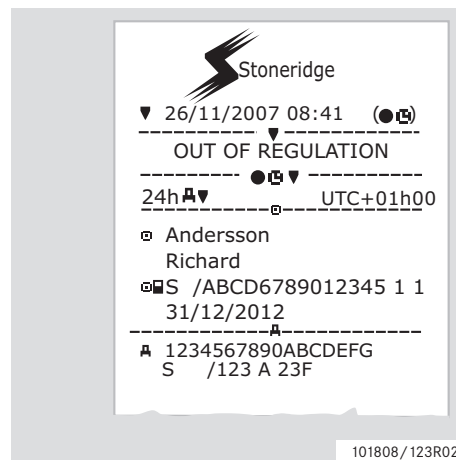 Stoneridge
▼ 26/11/2007 08:41 (●◷)
▼
OUT OF REGULATION
●◷▼
24h▼ UTC+01h00
Andersson
Richard
S /ABCD6789012345 1 1
31/12/2012
1234567890ABCDEFG
S /123 A 23F
101808/123R02